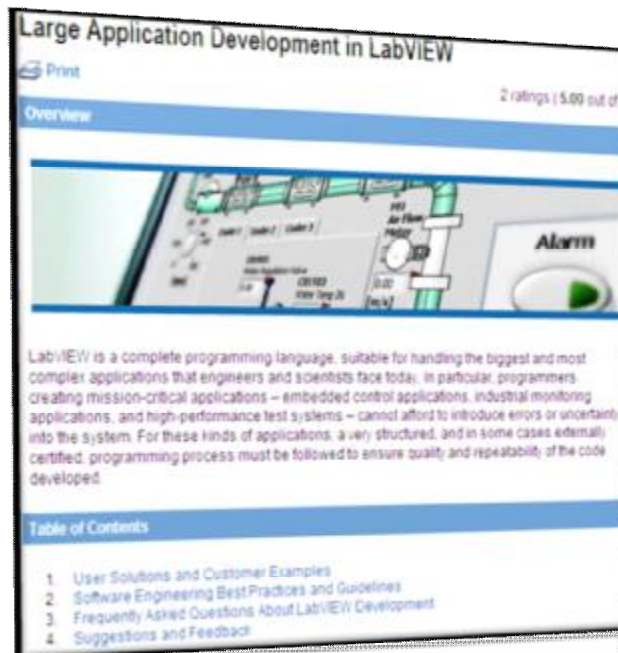 Large Application Development in LabVIEW
Print
2 ratings | 5.00 out of
Overview
Alarm
LabVIEW is a complete programming language, suitable for handling the biggest and most
complex applications that engineers and scientists face today. In particular, programmers
creating mission-critical applications – embedded control applications, industrial monitoring
applications, and high-performance test systems – cannot afford to introduce errors or uncertainty
into the system. For these kinds of applications, a very structured, and in some cases externally
certified, programming process must be followed to ensure quality and repeatability of the code
developed.
Table of Contents
1. User Solutions and Customer Examples
2. Software Engineering Best Practices and Guidelines
3. Frequently Asked Questions About LabVIEW Development
4. Suggestions and Feedback